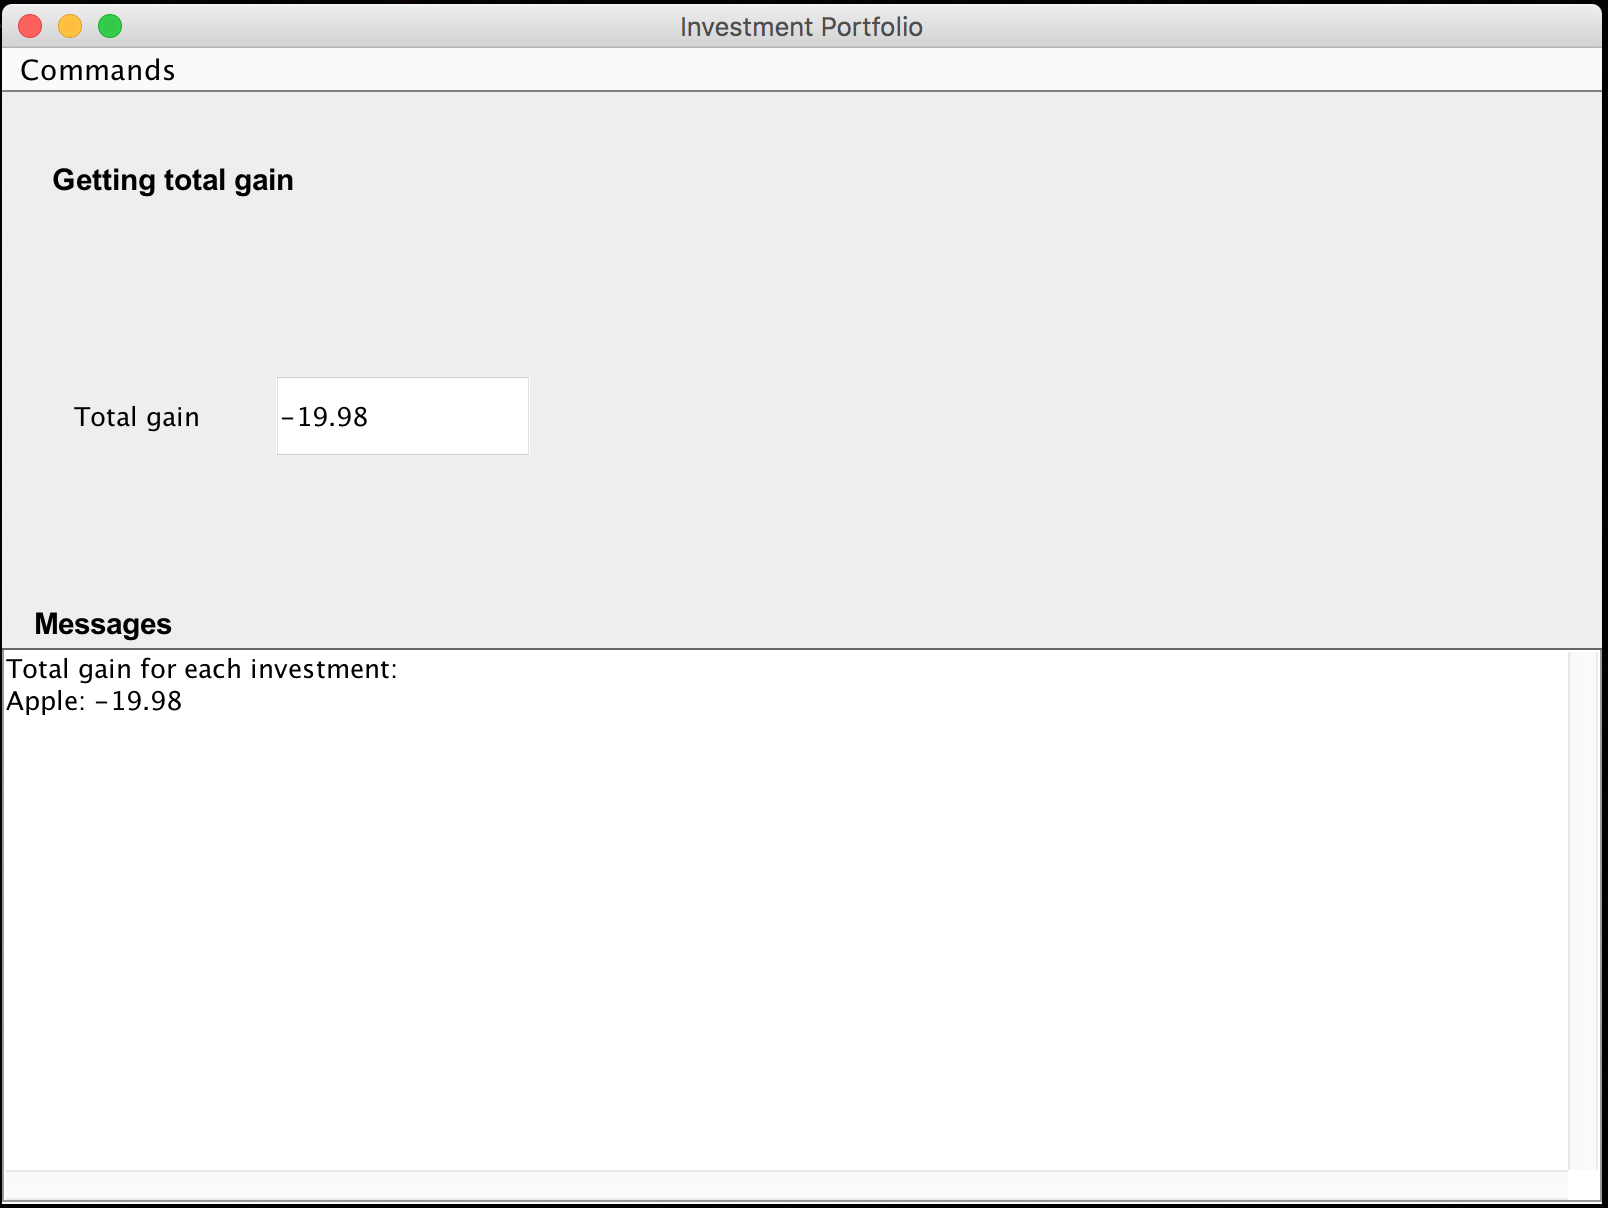 Investment Portfolio
Commands
Getting total gain
Total gain
-19.98
Messages
Total gain for each investment:
Apple: -19.98